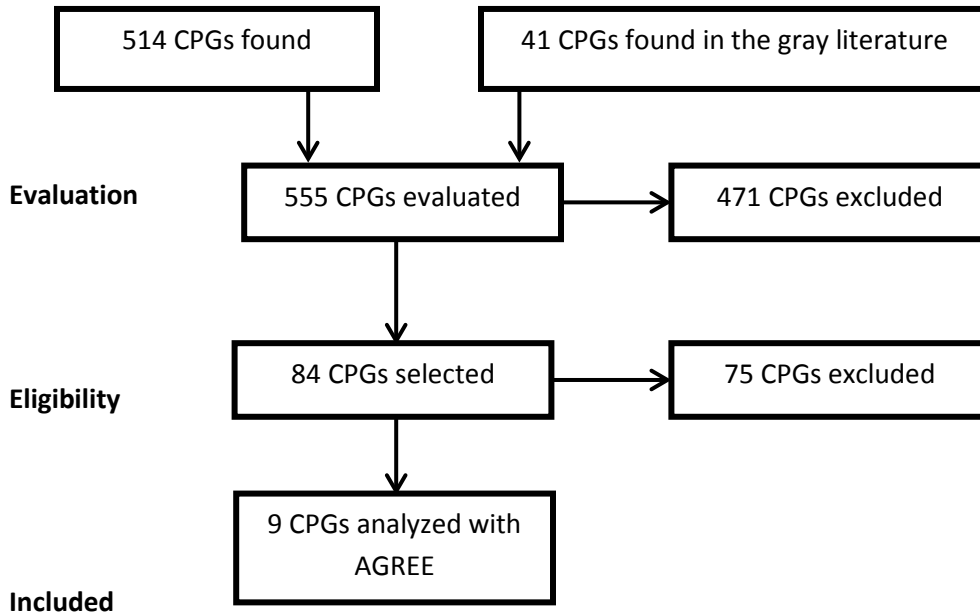 514 CPGs found
41 CPGs found in the gray literature
Evaluation
555 CPGs evaluated
471 CPGs excluded
84 CPGs selected
75 CPGs excluded
Eligibility
9 CPGs analyzed with
AGREE
Included